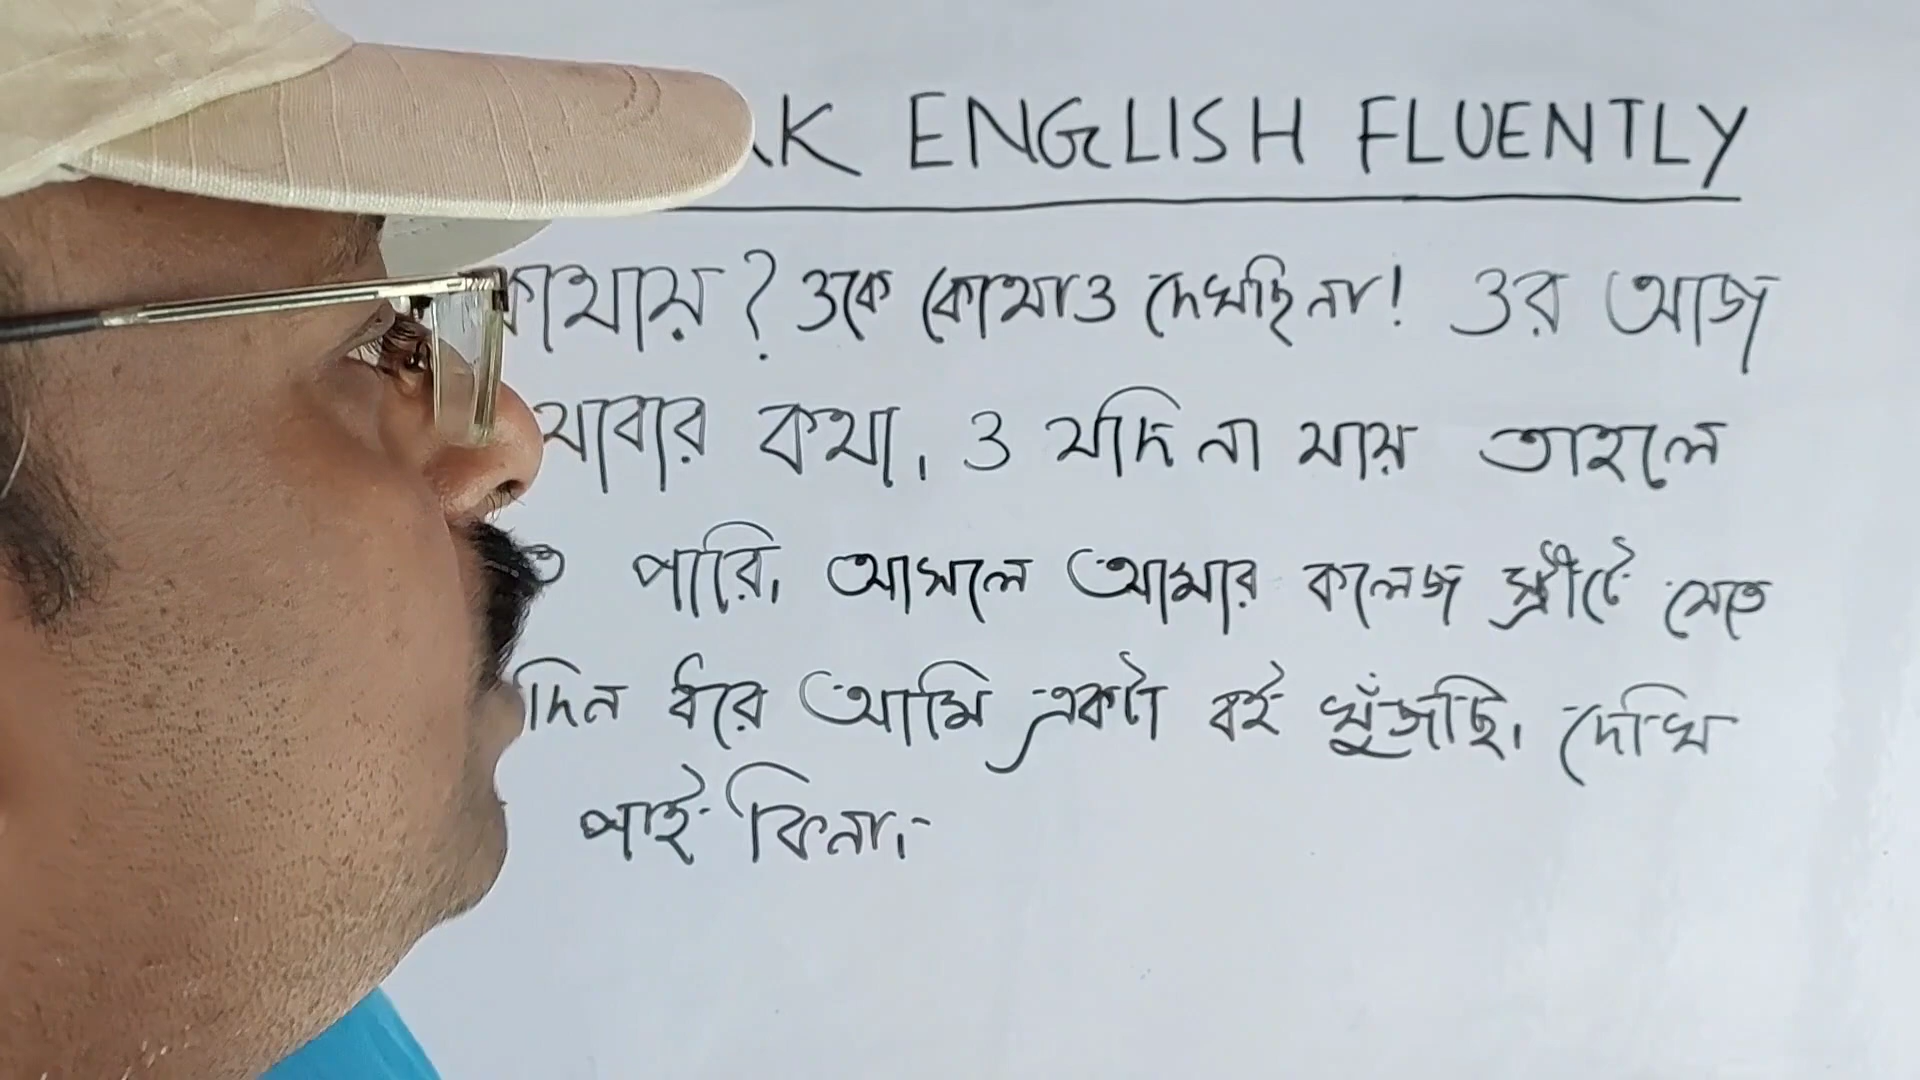 ENGLISH FLUENTLY
? ওকে কোথাও দেখছি না! ওর আজ
যাবার কথা। ও যদি না যায় তাহলে
পারি। আসলে আমার কলেজ স্ট্রীটে যেতে
দিন ধরে আমি একটা বই খুঁজছি। দেখি
পাই কিনা।